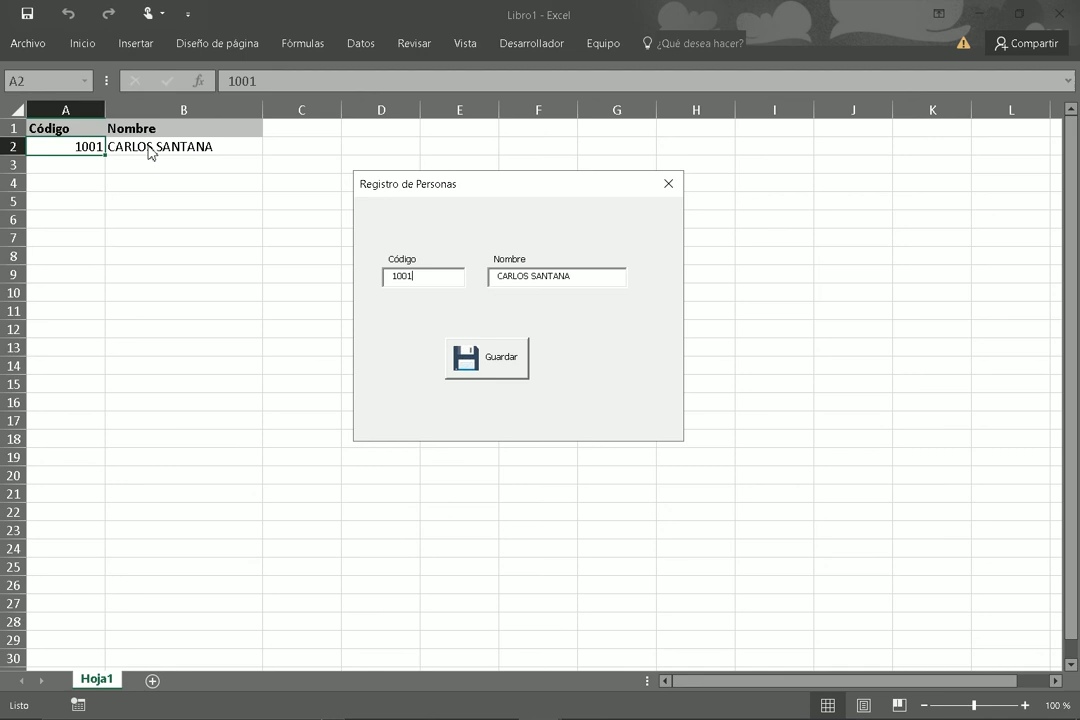 Libro1 - Excel
Archivo Inicio Insertar Diseño de página Fórmulas Datos Revisar Vista Desarrollador Equipo ¿Qué desea hacer? Compartir
A2 fx 1001
A B C D E F G H I J K L
1 Código Nombre
2 1001 CARLOS SANTANA
3
4
5
6
7
8
9
10
11
12
13
14
15
16
17
18
19
20
21
22
23
24
25
26
27
28
29
30
Registro de Personas
Código Nombre
1001 CARLOS SANTANA
Guardar
Hoja1
Listo 100 %